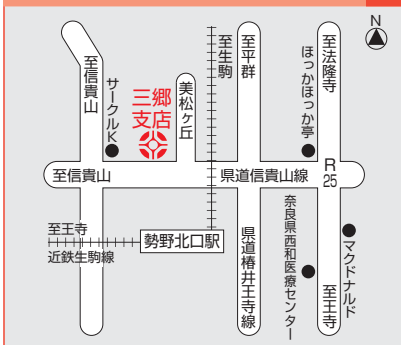 N
至信貴山
サークルK
三郷
支店
美松ヶ丘
至生駒
至平群
ほっかほっか亭
至法隆寺
至信貴山
県道信貴山線
R
25
至王寺
近鉄生駒線
勢野北口駅
県道椿井王寺線
奈良県西和医療センター
マクドナルド
至王寺